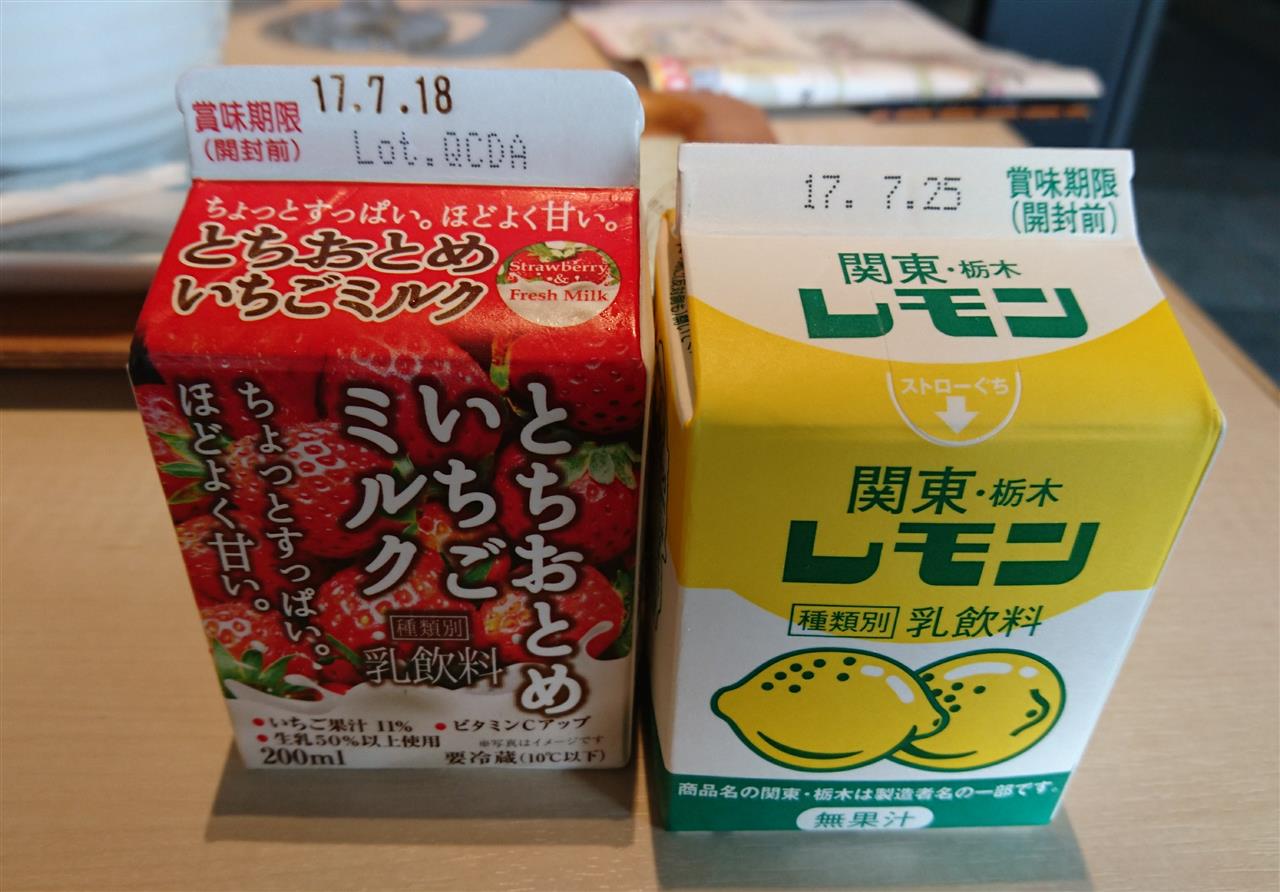 賞味期限
(開封前)
17.7.18
Lot.QCDA
ちょっとすっぱい。ほどよく甘い。
とちおとめ
いちごミルク
Strawberry
&
Fresh Milk
とちおとめ
いちご
ミルク
ちょっとすっぱい。
ほどよく甘い。
種類別
乳飲料
●いちご果汁 11% ●ビタミンCアップ
●生乳50%以上使用 ※写真はイメージです
200ml 要冷蔵(10℃以下)
17. 7.25
賞味期限
(開封前)
関東・栃木
レモン
ストローぐち
関東・栃木
レモン
種類別 乳飲料
商品名の関東・栃木は製造者名の一部です。
無果汁